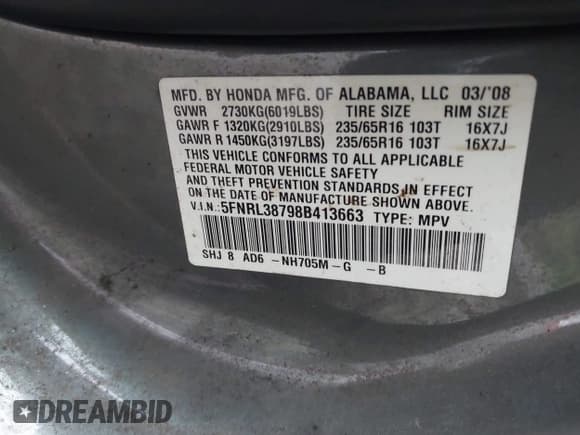 MFD. BY HONDA MFG. OF ALABAMA, LLC 03/'08
GVWR 2730KG(6019LBS) TIRE SIZE RIM SIZE
GAWR F 1320KG(2910LBS) 235/65R16 103T 16X7J
GAWR R 1450KG(3197LBS) 235/65R16 103T 16X7J
THIS VEHICLE CONFORMS TO ALL APPLICABLE
FEDERAL MOTOR VEHICLE SAFETY
AND THEFT PREVENTION STANDARDS IN EFFECT
ON THE DATE OF MANUFACTURE SHOWN ABOVE.
V.I.N.: 5FNRL38798B413663 TYPE: MPV
SHJ 8 AD6 -NH705M-G -B
DREAMBID